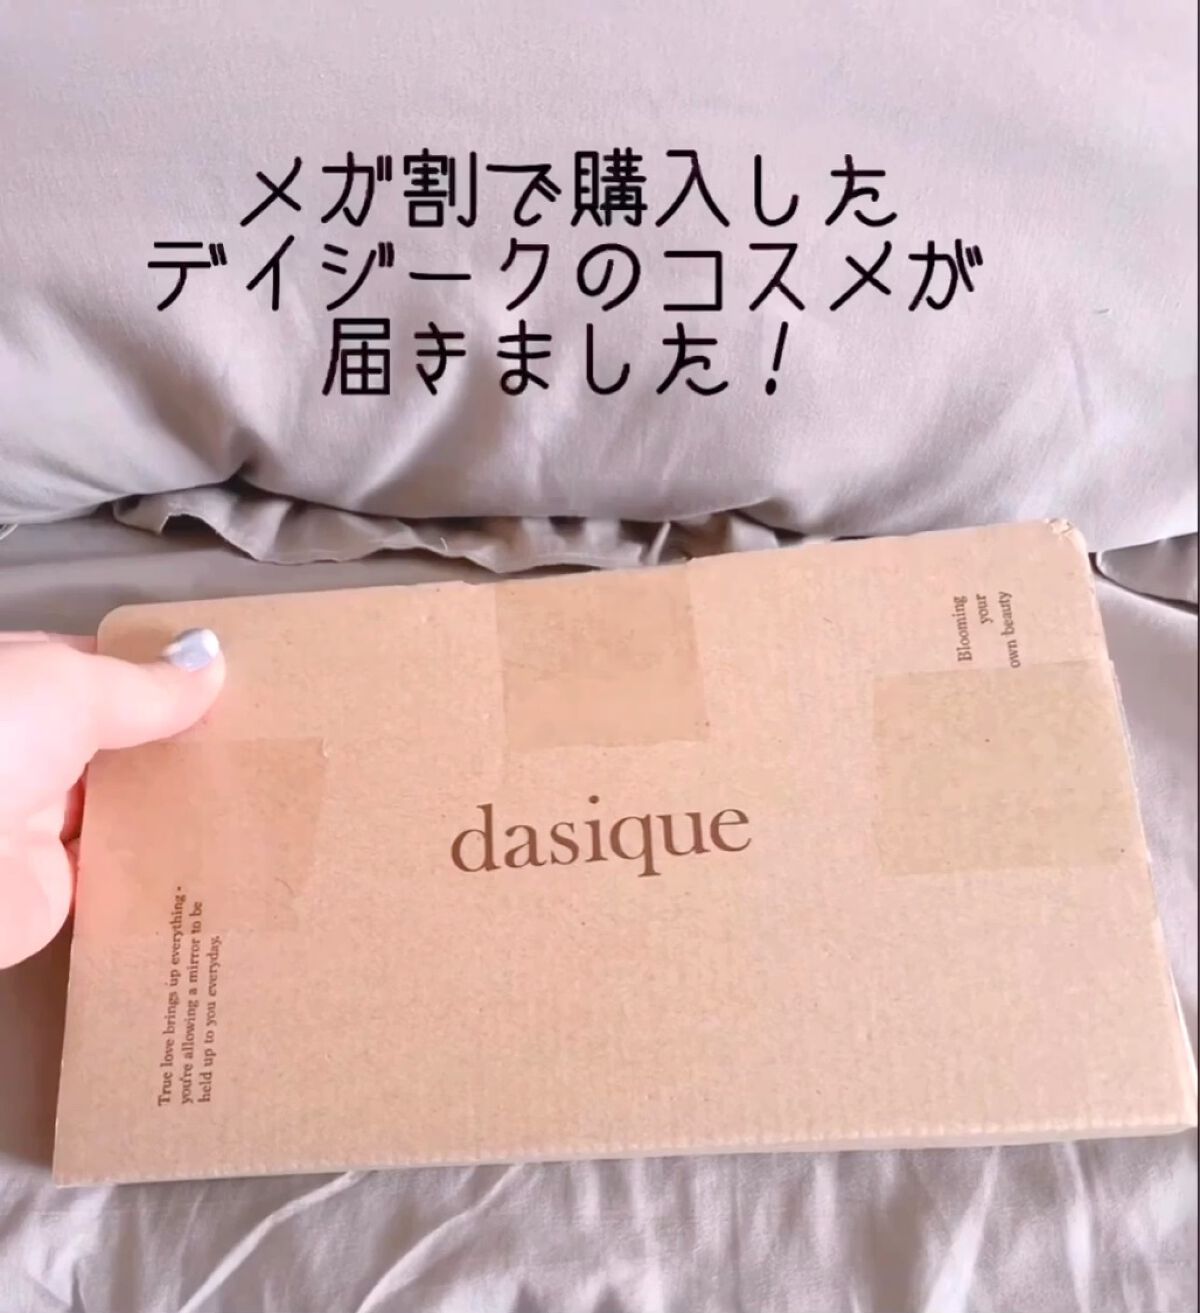 メガ割で購入した
デイジークのコスメが
届きました！
Blooming
your
own beauty
dasique
True love brings up everything -
you're allowing a mirror to be
held up to you everyday.